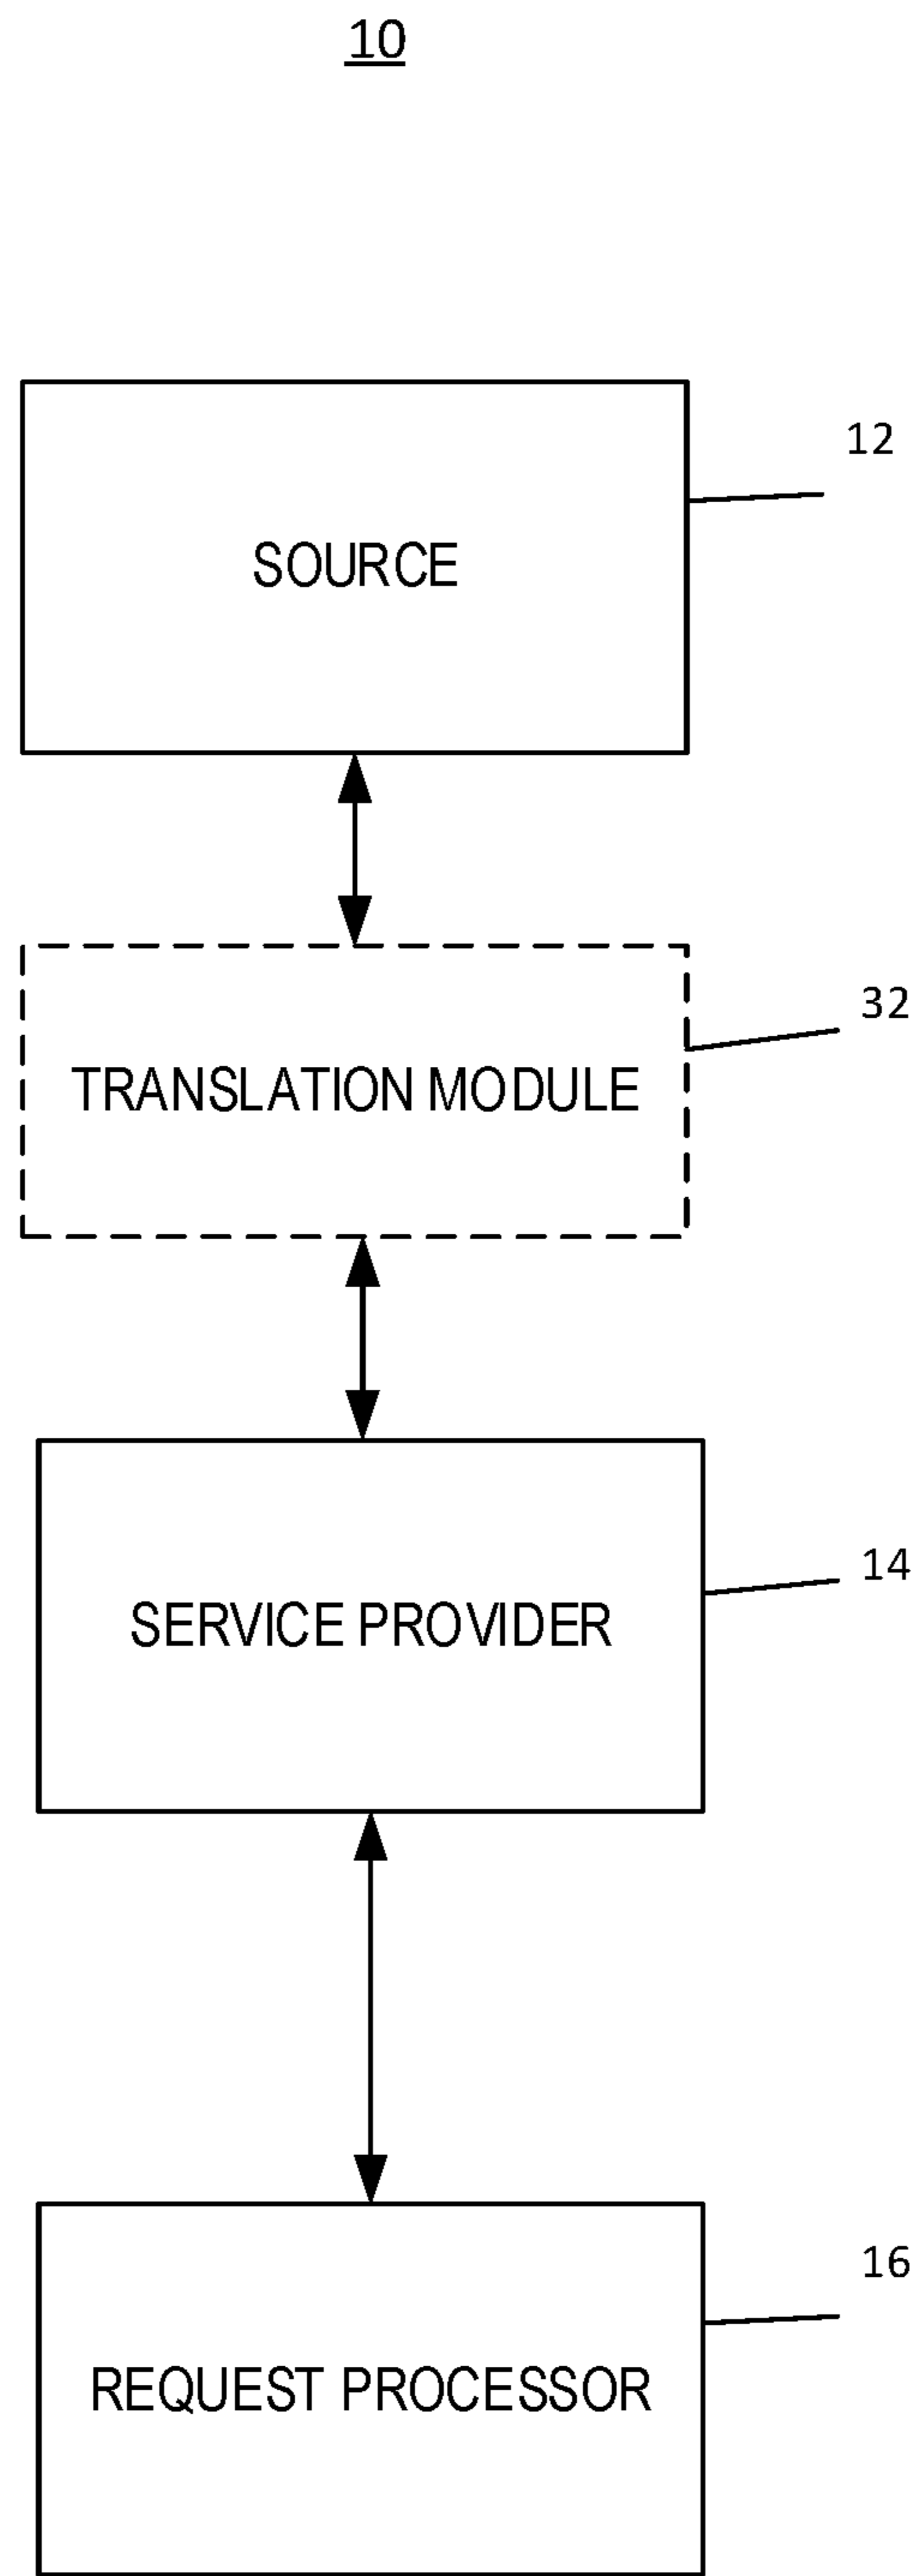 10
12
SOURCE
32
TRANSLATION MODULE
14
SERVICE PROVIDER
16
REQUEST PROCESSOR